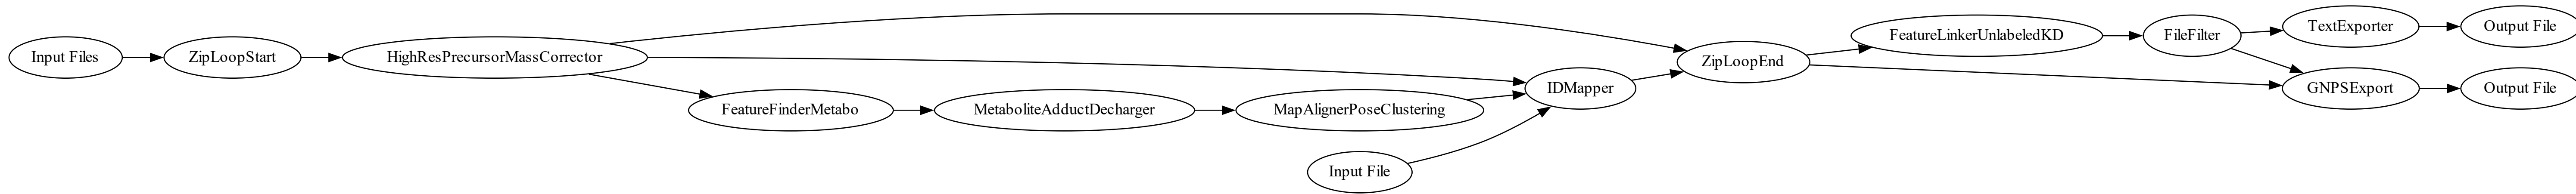 Input Files
ZipLoopStart
HighResPrecursorMassCorrector
FeatureFinderMetabo
MetaboliteAdductDecharger
MapAlignerPoseClustering
Input File
IDMapper
ZipLoopEnd
FeatureLinkerUnlabeledKD
FileFilter
TextExporter
Output File
GNPSExport
Output File